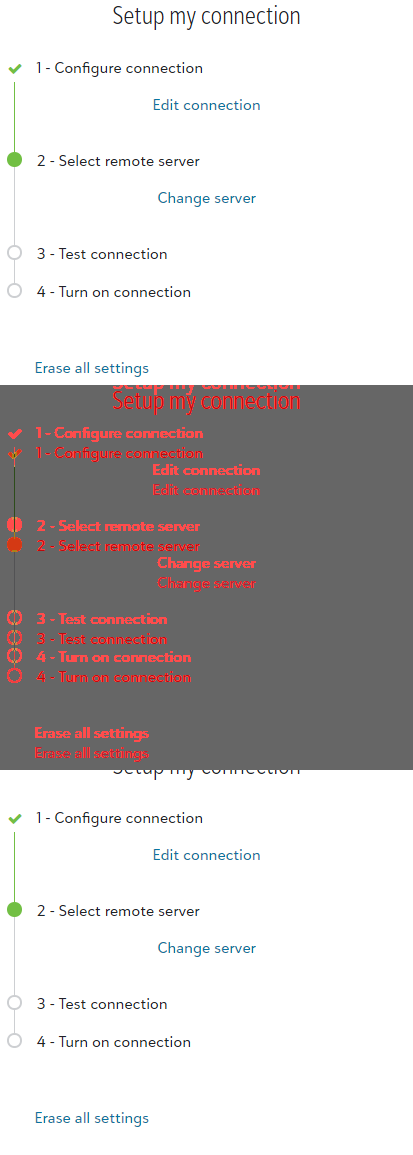 Setup my connection
1 - Configure connection
Edit connection
2 - Select remote server
Change server
3 - Test connection
4 - Turn on connection
Erase all settings
Setup my connection
Setup my connection
1 - Configure connection
1 - Configure connection
Edit connection
Edit connection
2 - Select remote server
2 - Select remote server
Change server
Change server
3 - Test connection
3 - Test connection
4 - Turn on connection
4 - Turn on connection
Erase all settings
Erase all settings
Setup my connection
1 - Configure connection
Edit connection
2 - Select remote server
Change server
3 - Test connection
4 - Turn on connection
Erase all settings